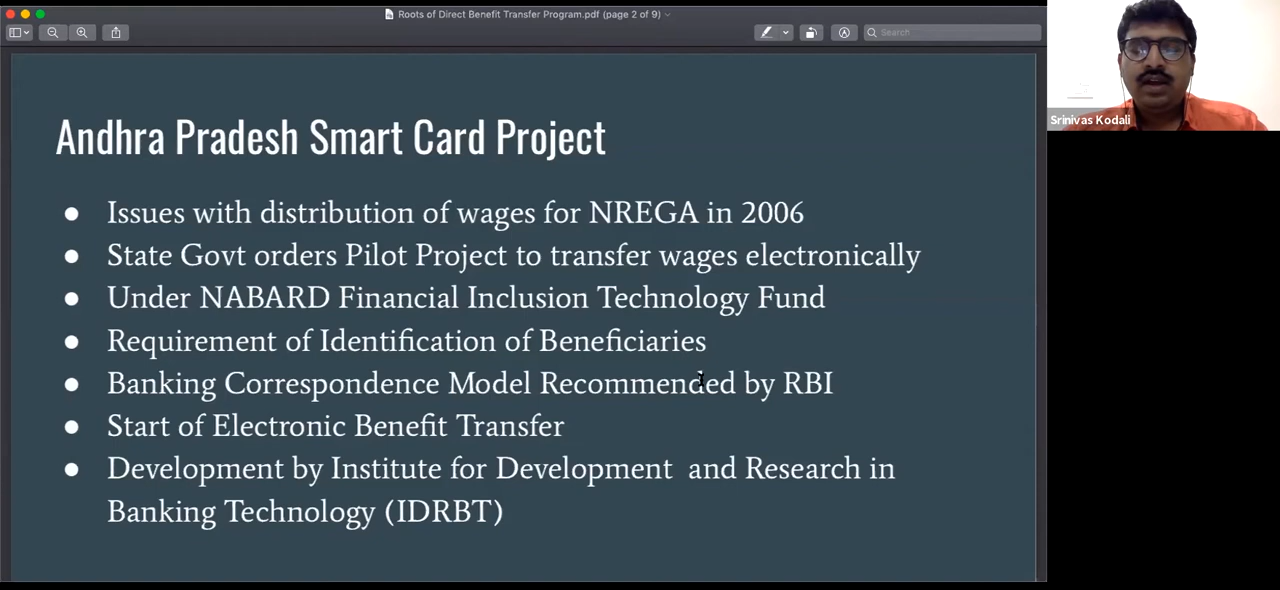 Roots of Direct Benefit Transfer Program.pdf (page 2 of 9)
Search
Srinivas Kodali
Andhra Pradesh Smart Card Project
● Issues with distribution of wages for NREGA in 2006
● State Govt orders Pilot Project to transfer wages electronically
● Under NABARD Financial Inclusion Technology Fund
● Requirement of Identification of Beneficiaries
● Banking Correspondence Model Recommended by RBI
● Start of Electronic Benefit Transfer
● Development by Institute for Development and Research in
Banking Technology (IDRBT)